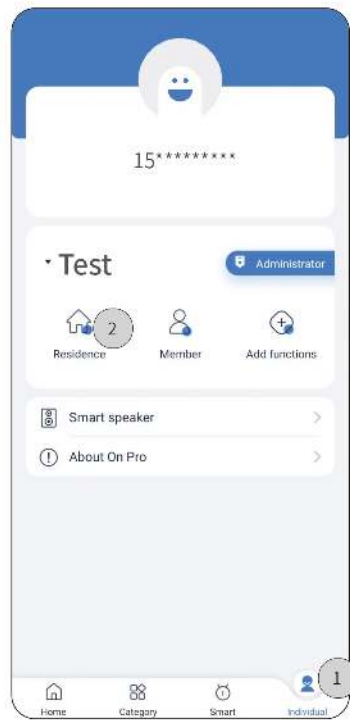 15*********
Test
Administrator
2
Residence Member Add functions
Smart speaker
About On Pro
1
Home Category Smart Individual